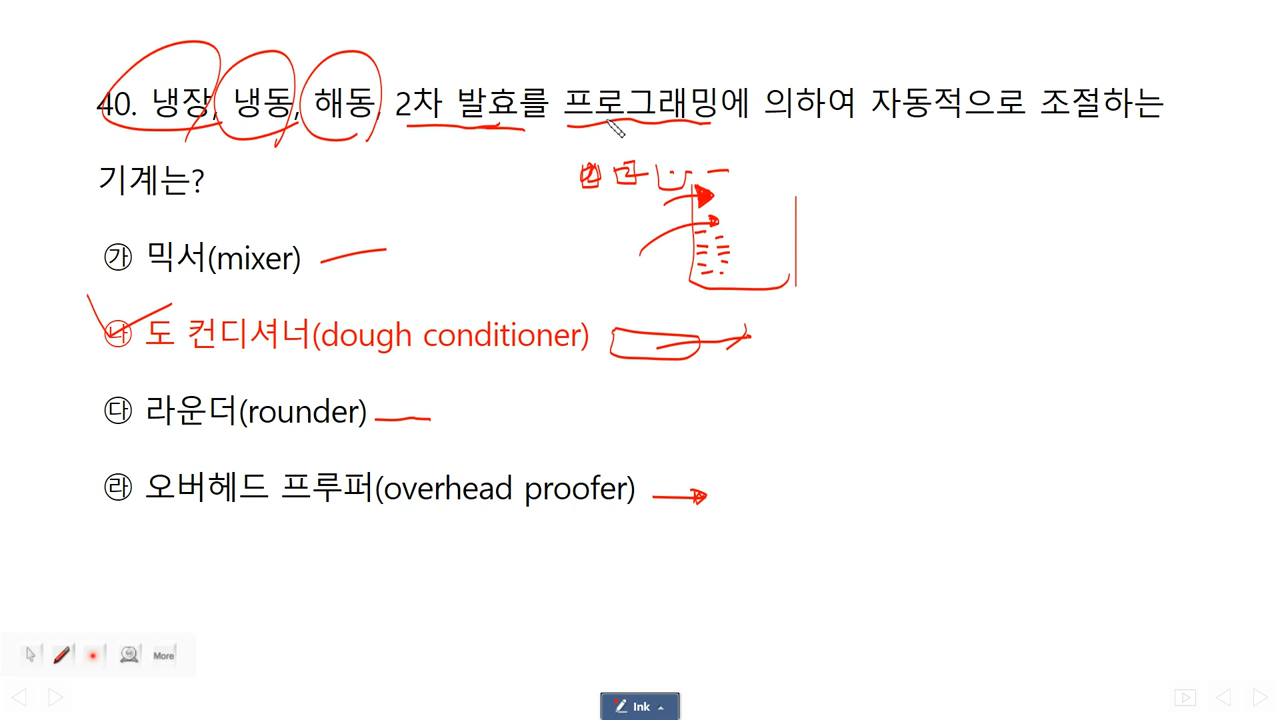 40. 냉장, 냉동, 해동, 2차 발효를 프로그래밍에 의하여 자동적으로 조절하는
기계는?
㉮ 믹서(mixer)
㉯ 도 컨디셔너(dough conditioner)
㉰ 라운더(rounder)
㉱ 오버헤드 프루퍼(overhead proofer)
More
Ink